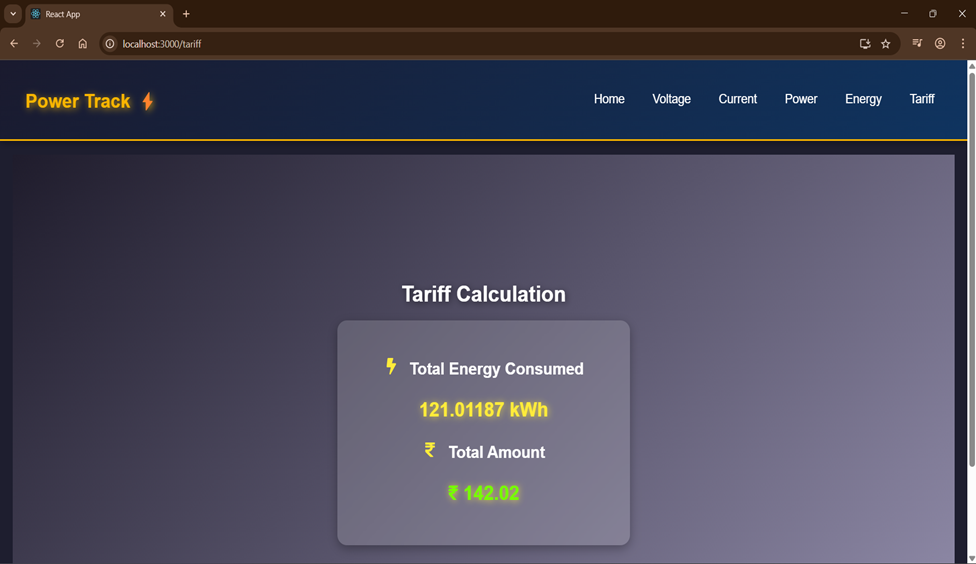 React App
localhost:3000/tariff
Power Track
Home Voltage Current Power Energy Tariff
Tariff Calculation
Total Energy Consumed
121.01187 kWh
₹ Total Amount
₹ 142.02